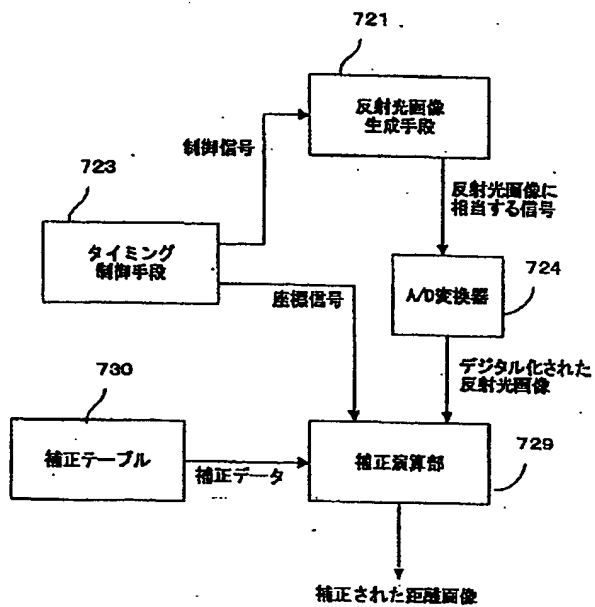 721
反射光画像
生成手段
制御信号
723
反射光画像に
相当する信号
タイミング
制御手段
724
座標信号
A/D変換器
デジタル化された
反射光画像
730
補正テーブル
補正データ
補正演算部
729
補正された距離画像